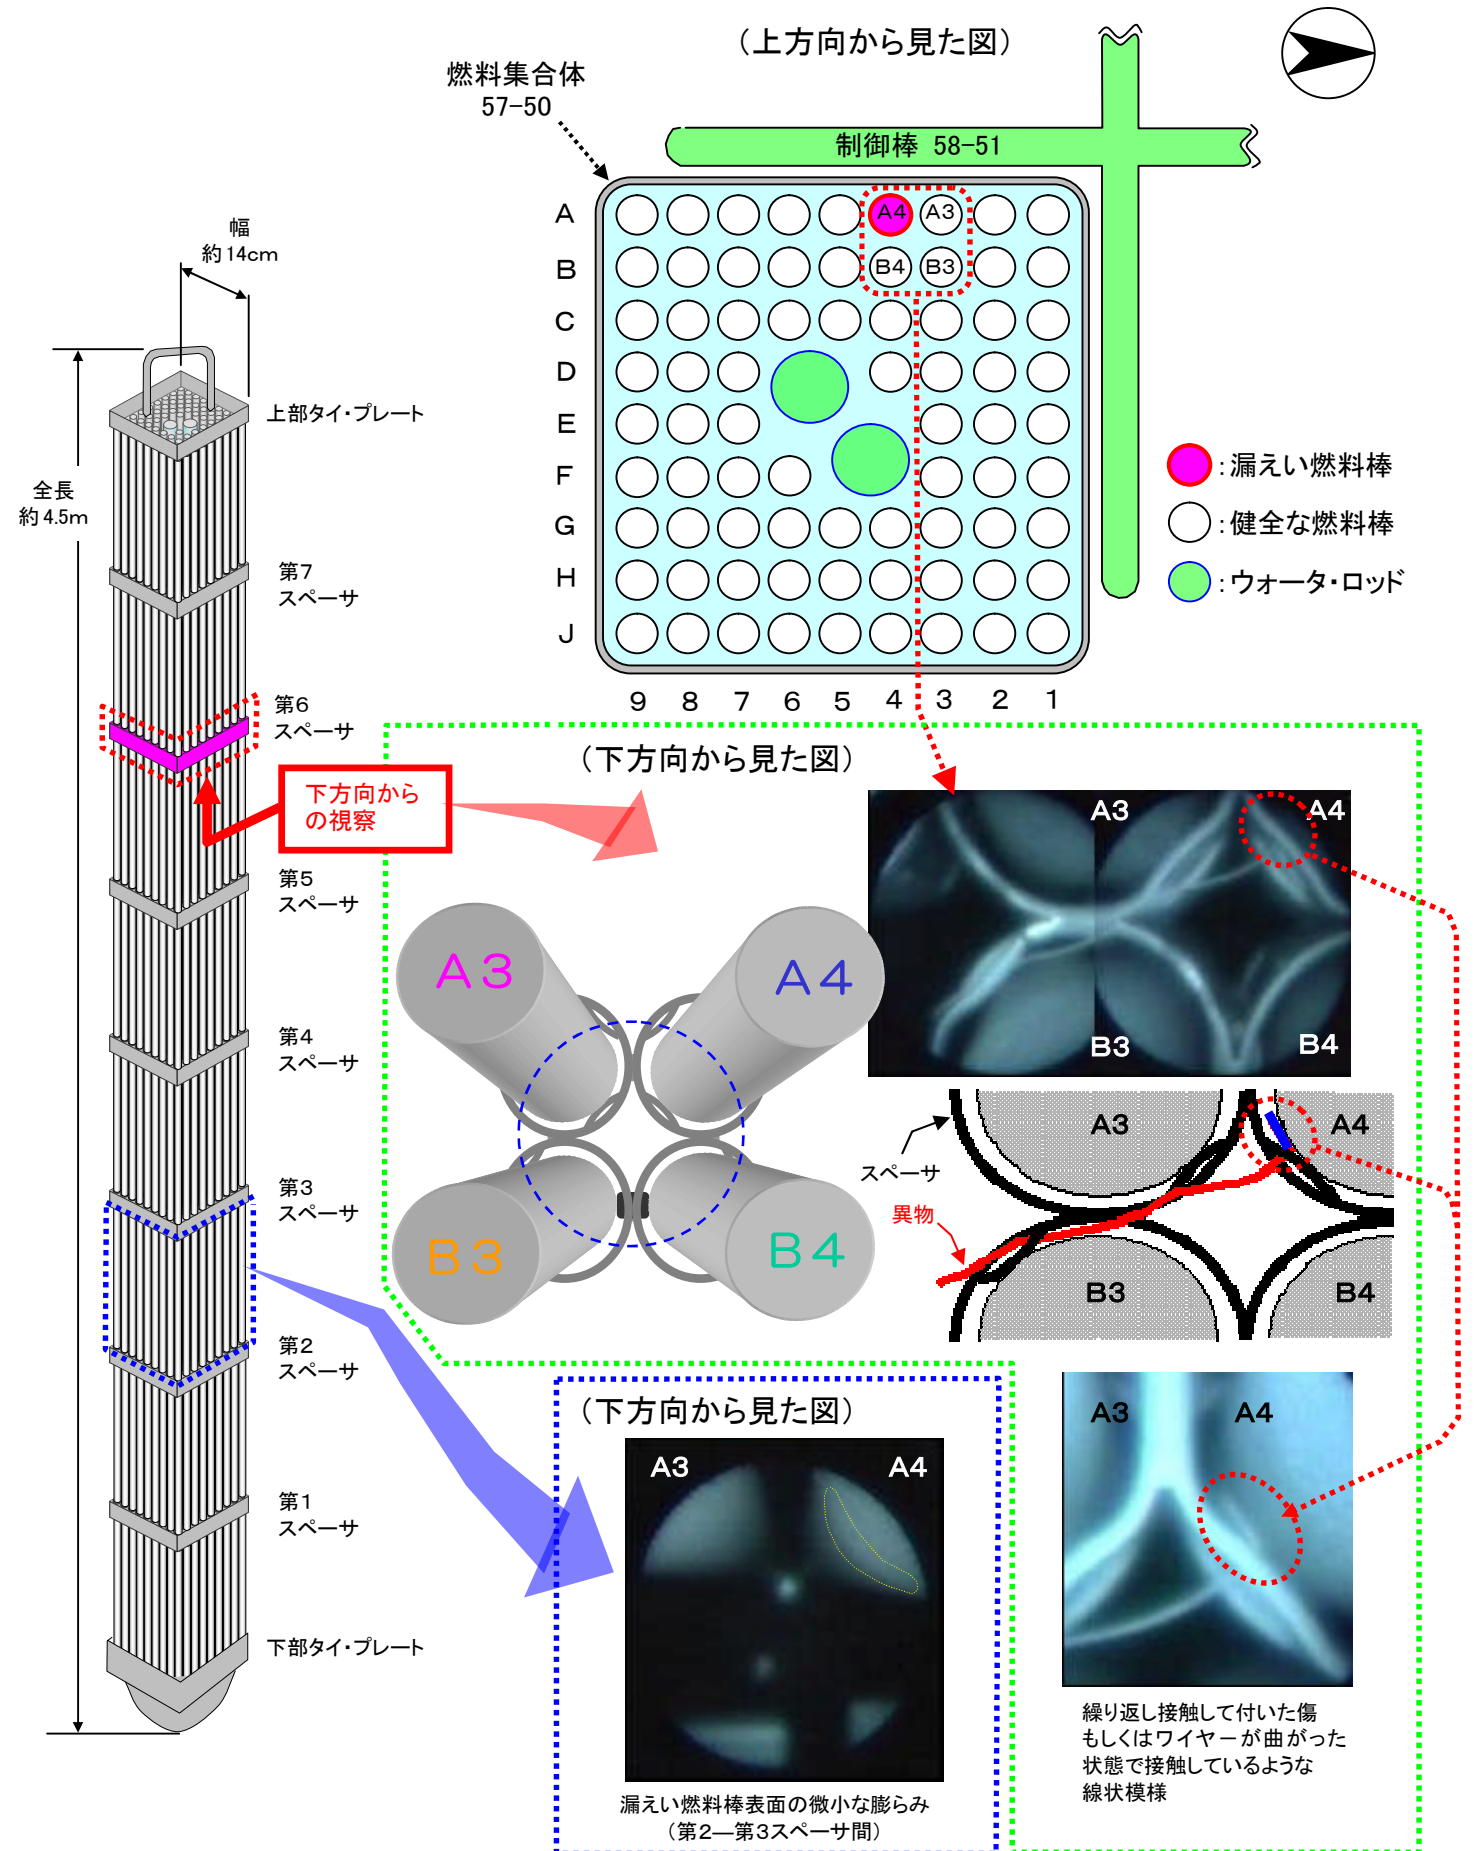 （上方向から見た図）
燃料集合体
57−50
制御棒 58−51
A
B
C
D
E
F
G
H
J
A4
A3
B4
B3
9
8
7
6
5
4
3
2
1
：漏えい燃料棒
：健全な燃料棒
：ウォータ・ロッド
幅
約14cm
全長
約4.5m
上部タイ・プレート
第7
スペーサ
第6
スペーサ
第5
スペーサ
第4
スペーサ
第3
スペーサ
第2
スペーサ
第1
スペーサ
下部タイ・プレート
下方向から
の視察
（下方向から見た図）
A3
A4
B3
B4
A3
A4
B3
B4
スペーサ
異物
A3
A4
B3
B4
A3
A4
繰り返し接触して付いた傷
もしくはワイヤーが曲がった
状態で接触しているような
線状模様
（下方向から見た図）
A3
A4
漏えい燃料棒表面の微小な膨らみ
（第2―第3スペーサ間）